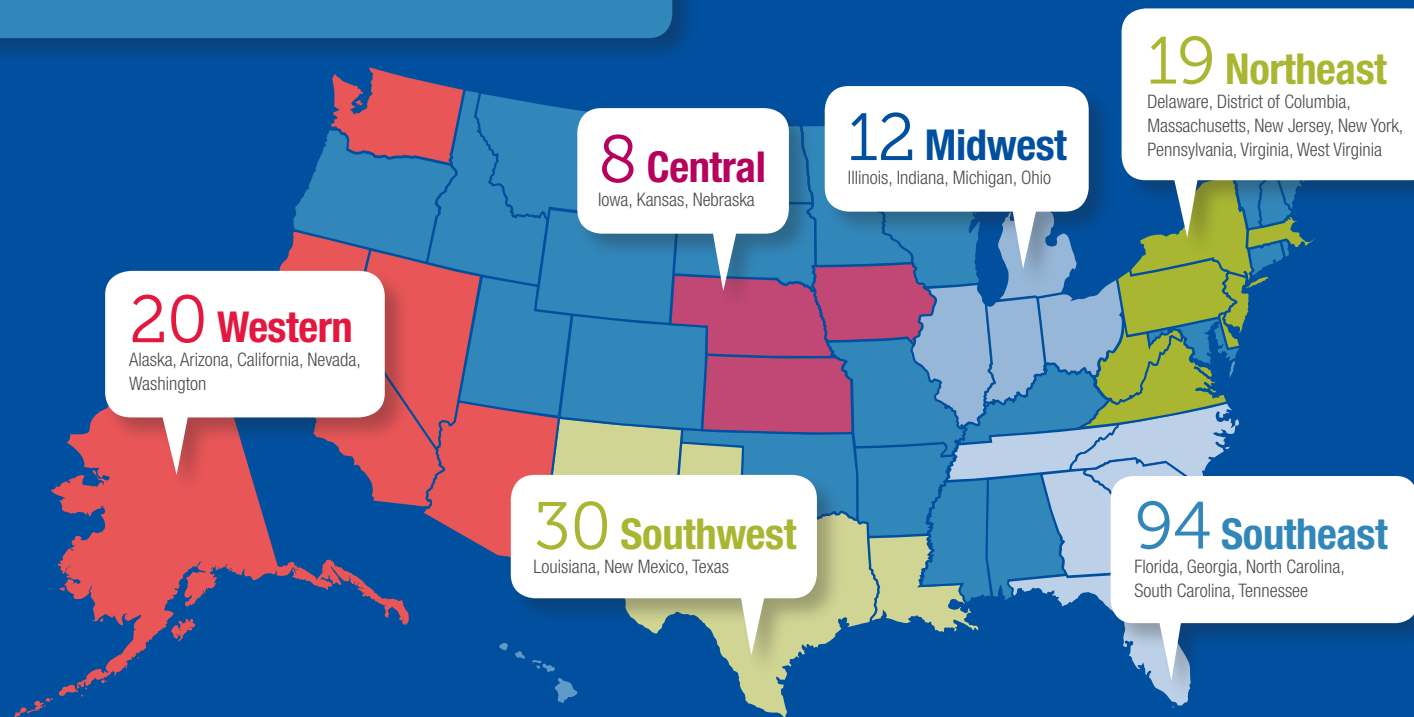 19 Northeast
Delaware, District of Columbia,
Massachusetts, New Jersey, New York,
Pennsylvania, Virginia, West Virginia
12 Midwest
Illinois, Indiana, Michigan, Ohio
8 Central
Iowa, Kansas, Nebraska
20 Western
Alaska, Arizona, California, Nevada,
Washington
30 Southwest
Louisiana, New Mexico, Texas
94 Southeast
Florida, Georgia, North Carolina,
South Carolina, Tennessee